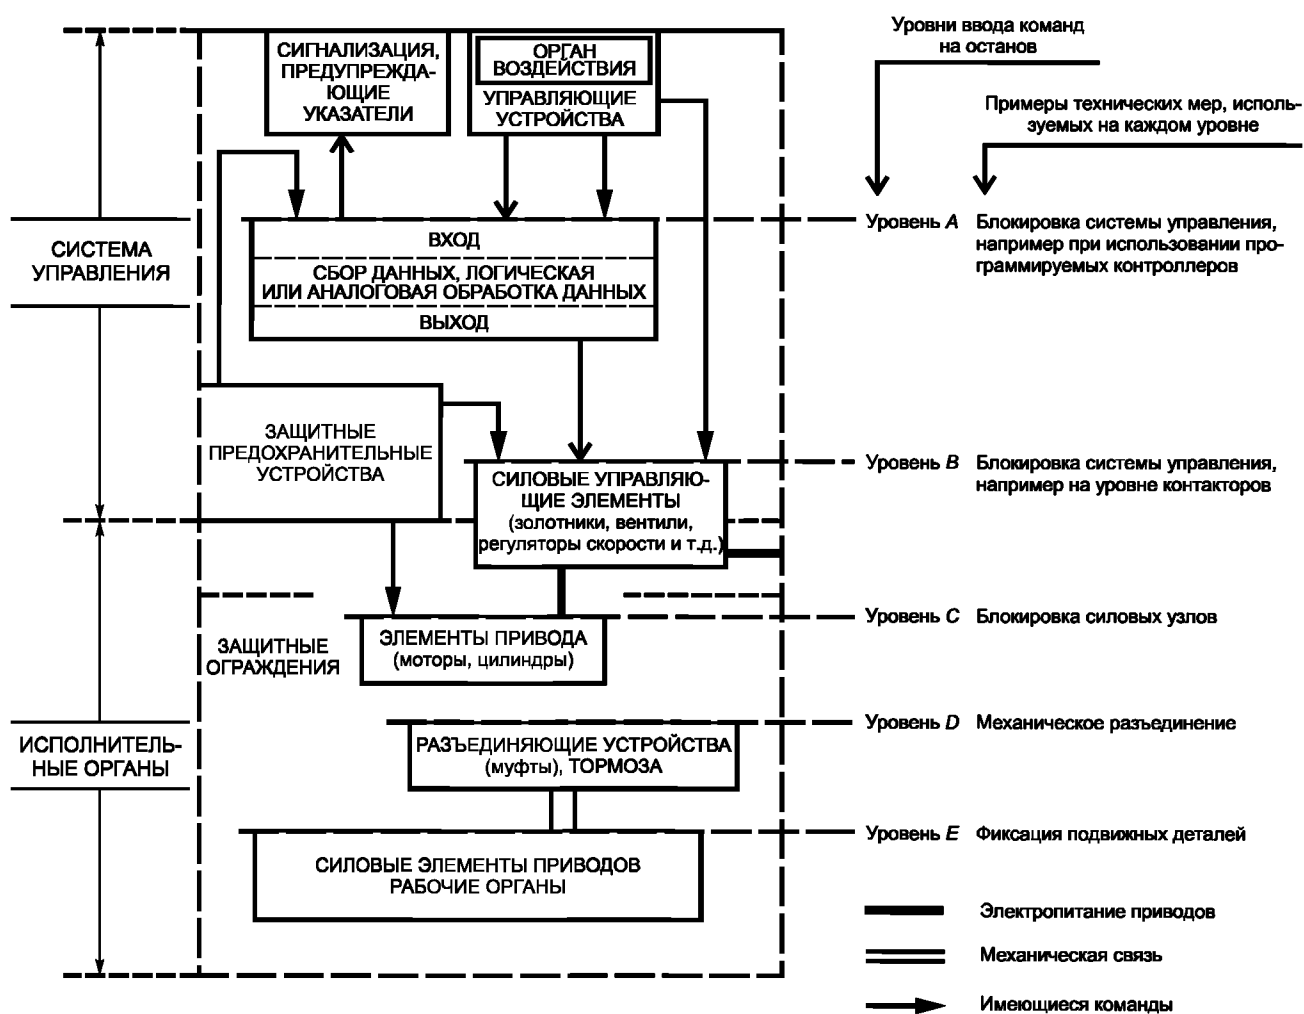 Уровни ввода команд
на останов
Примеры технических мер, исполь-
зуемых на каждом уровне
СИГНАЛИЗАЦИЯ,
ПРЕДУПРЕЖДА-
ЮЩИЕ
УКАЗАТЕЛИ
ОРГАН
ВОЗДЕЙСТВИЯ
УПРАВЛЯЮЩИЕ
УСТРОЙСТВА
СИСТЕМА
УПРАВЛЕНИЯ
ВХОД
СБОР ДАННЫХ, ЛОГИЧЕСКАЯ
ИЛИ АНАЛОГОВАЯ ОБРАБОТКА ДАННЫХ
ВЫХОД
Уровень A
Блокировка системы управления,
например при использовании про-
граммируемых контроллеров
ЗАЩИТНЫЕ
ПРЕДОХРАНИТЕЛЬНЫЕ
УСТРОЙСТВА
СИЛОВЫЕ УПРАВЛЯЮ-
ЩИЕ ЭЛЕМЕНТЫ
(золотники, вентили,
регуляторы скорости и т.д.)
Уровень B
Блокировка системы управления,
например на уровне контакторов
ЗАЩИТНЫЕ
ОГРАЖДЕНИЯ
ЭЛЕМЕНТЫ ПРИВОДА
(моторы, цилиндры)
Уровень C
Блокировка силовых узлов
ИСПОЛНИТЕЛЬ-
НЫЕ ОРГАНЫ
РАЗЪЕДИНЯЮЩИЕ УСТРОЙСТВА
(муфты), ТОРМОЗА
Уровень D
Механическое разъединение
СИЛОВЫЕ ЭЛЕМЕНТЫ ПРИВОДОВ
РАБОЧИЕ ОРГАНЫ
Уровень E
Фиксация подвижных деталей
Электропитание приводов
Механическая связь
Имеющиеся команды